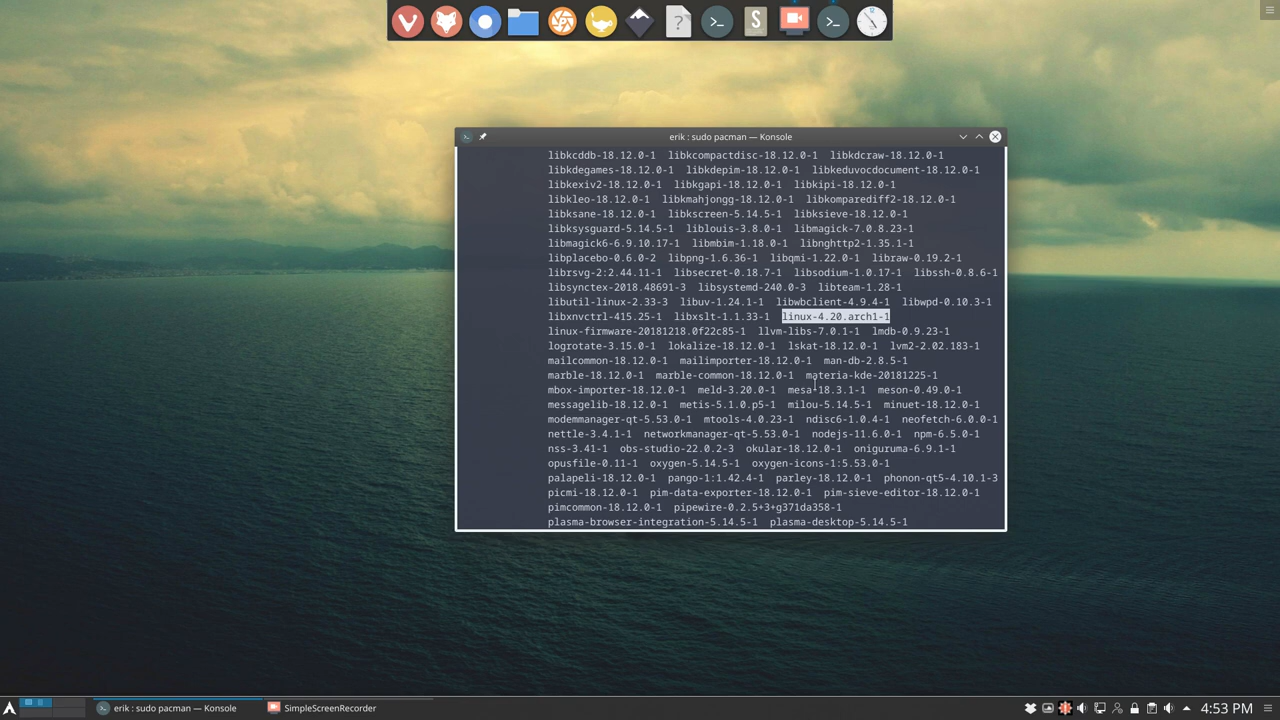 erik : sudo pacman — Konsole
libkcddb-18.12.0-1 libkcompactdisc-18.12.0-1 libkdcraw-18.12.0-1
libkdegames-18.12.0-1 libkdepim-18.12.0-1 libkeduvocdocument-18.12.0-1
libkexiv2-18.12.0-1 libkgapi-18.12.0-1 libkipi-18.12.0-1
libkleo-18.12.0-1 libkmahjongg-18.12.0-1 libkomparediff2-18.12.0-1
libksane-18.12.0-1 libkscreen-5.14.5-1 libksieve-18.12.0-1
libksysguard-5.14.5-1 liblouis-3.8.0-1 libmagick-7.0.8.23-1
libmagick6-6.9.10.17-1 libmbim-1.18.0-1 libnghttp2-1.35.1-1
libplacebo-0.6.0-2 libpng-1.6.36-1 libqmi-1.22.0-1 libraw-0.19.2-1
librsvg-2:2.44.11-1 libsecret-0.18.7-1 libsodium-1.0.17-1 libssh-0.8.6-1
libsynctex-2018.48691-3 libsystemd-240.0-3 libteam-1.28-1
libutil-linux-2.33-3 libuv-1.24.1-1 libwbclient-4.9.4-1 libwpd-0.10.3-1
libxnvctrl-415.25-1 libxslt-1.1.33-1 linux-4.20.arch1-1
linux-firmware-20181218.0f22c85-1 llvm-libs-7.0.1-1 lmdb-0.9.23-1
logrotate-3.15.0-1 lokalize-18.12.0-1 lskat-18.12.0-1 lvm2-2.02.183-1
mailcommon-18.12.0-1 mailimporter-18.12.0-1 man-db-2.8.5-1
marble-18.12.0-1 marble-common-18.12.0-1 materia-kde-20181225-1
mbox-importer-18.12.0-1 meld-3.20.0-1 mesa-18.3.1-1 meson-0.49.0-1
messagelib-18.12.0-1 metis-5.1.0.p5-1 milou-5.14.5-1 minuet-18.12.0-1
modemmanager-qt-5.53.0-1 mtools-4.0.23-1 ndisc6-1.0.4-1 neofetch-6.0.0-1
nettle-3.4.1-1 networkmanager-qt-5.53.0-1 nodejs-11.6.0-1 npm-6.5.0-1
nss-3.41-1 obs-studio-22.0.2-3 okular-18.12.0-1 oniguruma-6.9.1-1
opusfile-0.11-1 oxygen-5.14.5-1 oxygen-icons-1:5.53.0-1
palapeli-18.12.0-1 pango-1:1.42.4-1 parley-18.12.0-1 phonon-qt5-4.10.1-3
picmi-18.12.0-1 pim-data-exporter-18.12.0-1 pim-sieve-editor-18.12.0-1
pimcommon-18.12.0-1 pipewire-0.2.5+3+g371da358-1
plasma-browser-integration-5.14.5-1 plasma-desktop-5.14.5-1
erik : sudo pacman — Konsole
SimpleScreenRecorder
4:53 PM